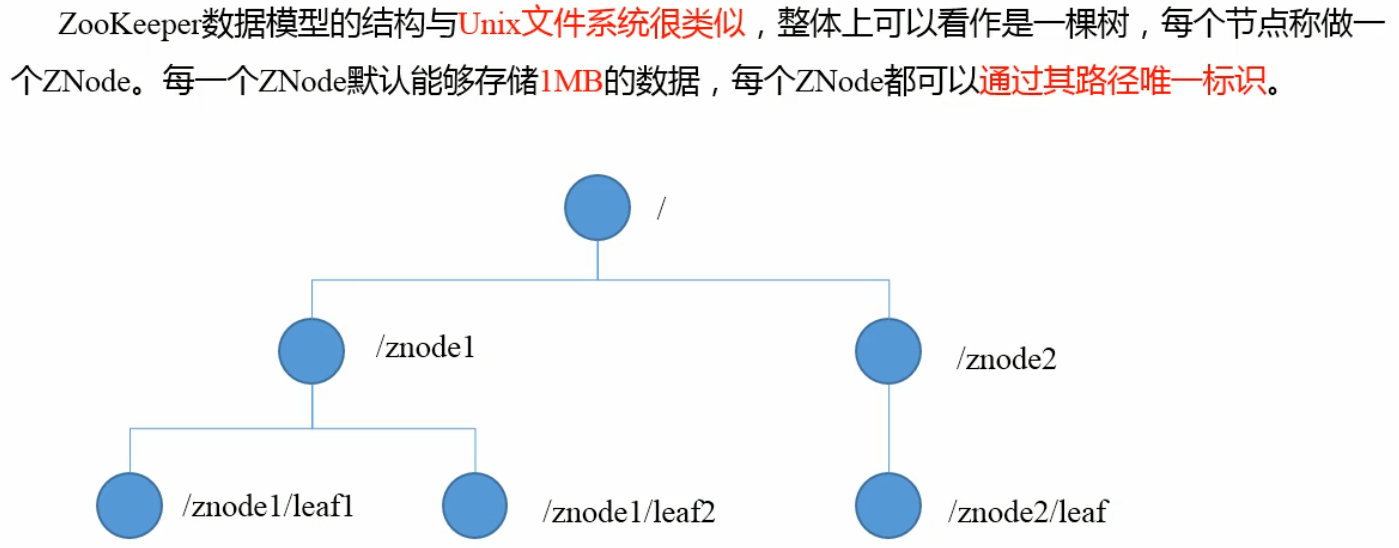 ZooKeeper数据模型的结构与Unix文件系统很类似，整体上可以看作是一棵树，每个节点称做一
个ZNode。每一个ZNode默认能够存储1MB的数据，每个ZNode都可以通过其路径唯一标识。
/
/znode1
/znode2
/znode1/leaf1
/znode1/leaf2
/znode2/leaf